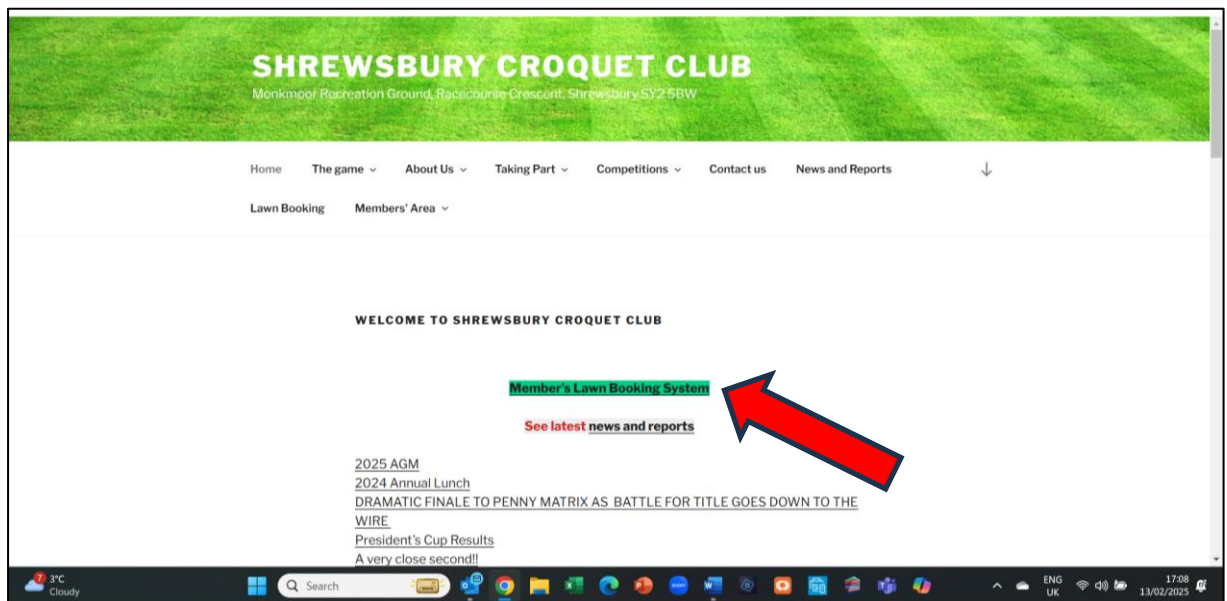 SHREWSBURY CROQUET CLUB
Monkmoor Recreation Ground, Racecourse Crescent, Shrewsbury SY2 5BW
Home The game About Us Taking Part Competitions Contact us News and Reports
Lawn Booking Members' Area
WELCOME TO SHREWSBURY CROQUET CLUB
Member's Lawn Booking System
See latest news and reports
2025 AGM
2024 Annual Lunch
DRAMATIC FINALE TO PENNY MATRIX AS BATTLE FOR TITLE GOES DOWN TO THE
WIRE
President's Cup Results
A very close second!!
7 3°C
Cloudy
Search
ENG
UK
17:08
13/02/2025